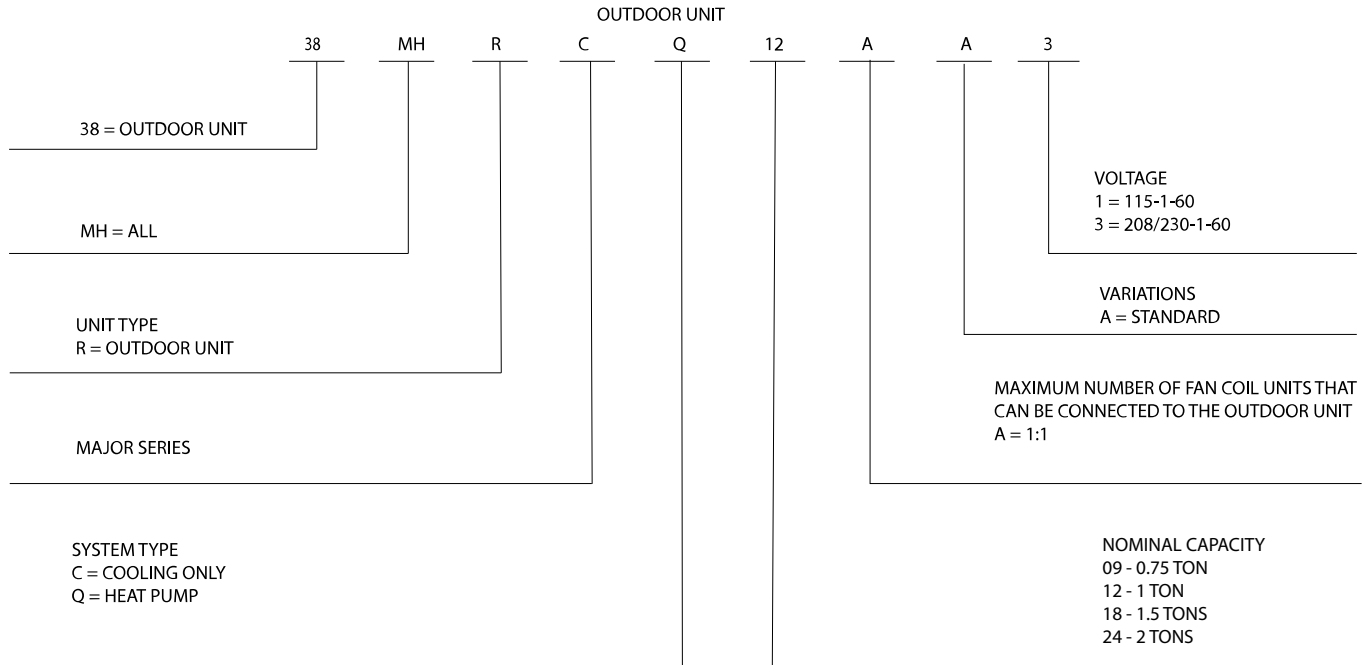 OUTDOOR UNIT
38 MH R C Q 12 A A 3
38 = OUTDOOR UNIT
MH = ALL
UNIT TYPE
R = OUTDOOR UNIT
MAJOR SERIES
SYSTEM TYPE
C = COOLING ONLY
Q = HEAT PUMP
VOLTAGE
1 = 115-1-60
3 = 208/230-1-60
VARIATIONS
A = STANDARD
MAXIMUM NUMBER OF FAN COIL UNITS THAT
CAN BE CONNECTED TO THE OUTDOOR UNIT
A = 1:1
NOMINAL CAPACITY
09 - 0.75 TON
12 - 1 TON
18 - 1.5 TONS
24 - 2 TONS